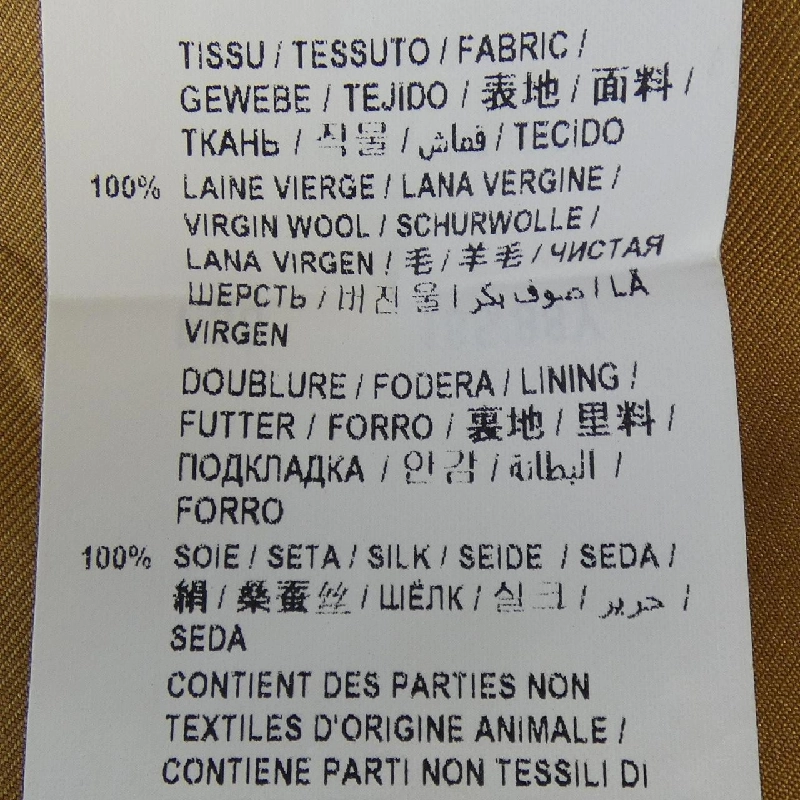 TISSU / TESSUTO / FABRIC /
GEWEBE / TEJIDO / 表地 / 面料 /
ТКАНЬ / 직물 / قماش / TECIDO
100% LAINE VIERGE / LANA VERGINE /
VIRGIN WOOL / SCHURWOLLE /
LANA VIRGEN / 毛 / 羊毛 / ЧИСТАЯ
ШЕРСТЬ / 버진 울 / صوف بكر / LÃ
VIRGEN
DOUBLURE / FODERA / LINING /
FUTTER / FORRO / 裏地 / 里料 /
ПОДКЛАДКА / 안감 / البطانة /
FORRO
100% SOIE / SETA / SILK / SEIDE / SEDA /
絹 / 桑蚕丝 / ШЁЛК / 실크 / حرير /
SEDA
CONTIENT DES PARTIES NON
TEXTILES D'ORIGINE ANIMALE /
CONTIENE PARTI NON TESSILI DI